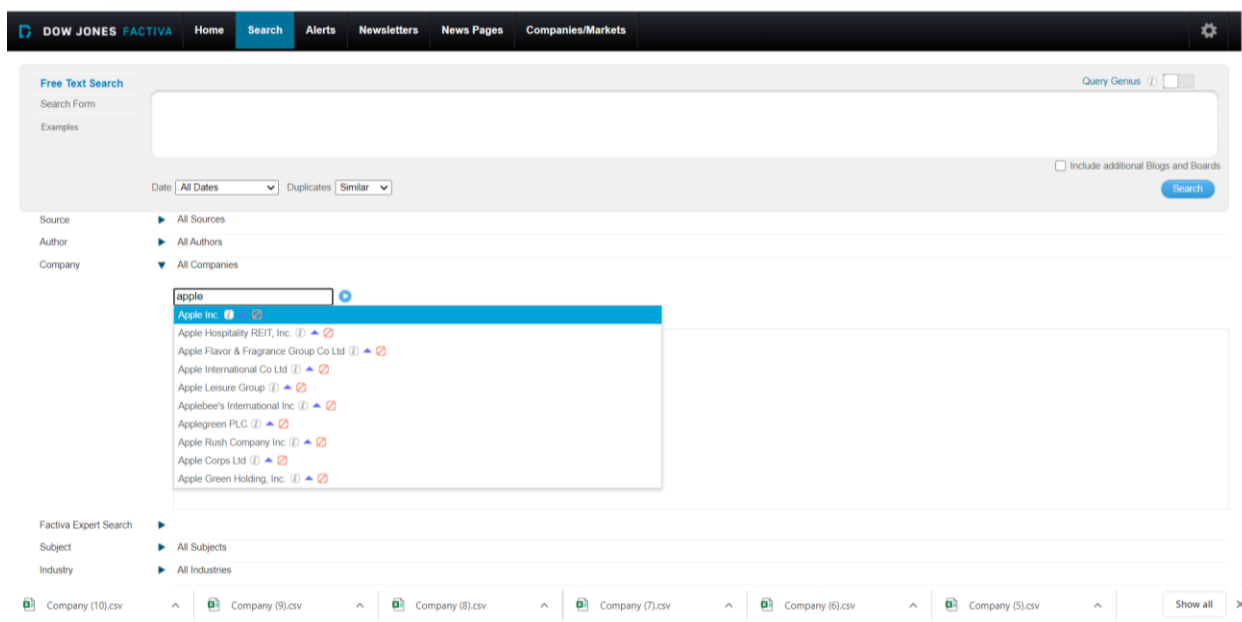 DOW JONES FACTIVA Home Search Alerts Newsletters News Pages Companies/Markets
Free Text Search
Query Genius i
Search Form
Examples
Include additional Blogs and Boards
Date All Dates Duplicates Similar
Search
Source All Sources
Author All Authors
Company All Companies
apple
Apple Inc. i
Apple Hospitality REIT, Inc. i
Apple Flavor & Fragrance Group Co Ltd i
Apple International Co Ltd i
Apple Leisure Group i
Applebee's International Inc i
Applegreen PLC i
Apple Rush Company Inc i
Apple Corps Ltd i
Apple Green Holding, Inc. i
Factiva Expert Search
Subject All Subjects
Industry All Industries
Company (10).csv Company (9).csv Company (8).csv Company (7).csv Company (6).csv Company (5).csv Show all